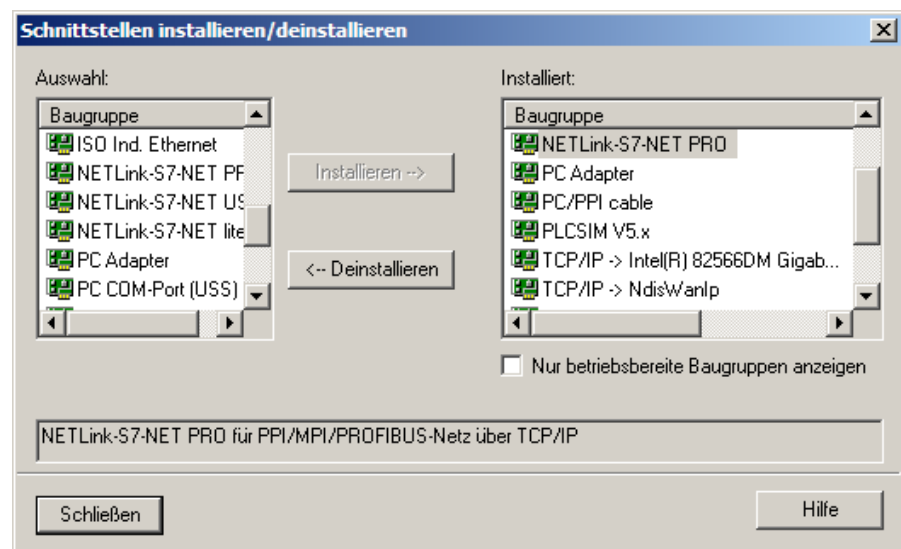 Schnittstellen installieren/deinstallieren
Auswahl:
Baugruppe
ISO Ind. Ethernet
NETLink-S7-NET PF
NETLink-S7-NET US
NETLink-S7-NET lite
PC Adapter
PC COM-Port (USS)
Installieren -->
<-- Deinstallieren
Installiert:
Baugruppe
NETLink-S7-NET PRO
PC Adapter
PC/PPI cable
PLCSIM V5.x
TCP/IP -> Intel(R) 82566DM Gigab...
TCP/IP -> NdisWanIp
Nur betriebsbereite Baugruppen anzeigen
NETLink-S7-NET PRO für PPI/MPI/PROFIBUS-Netz über TCP/IP
Schließen
Hilfe